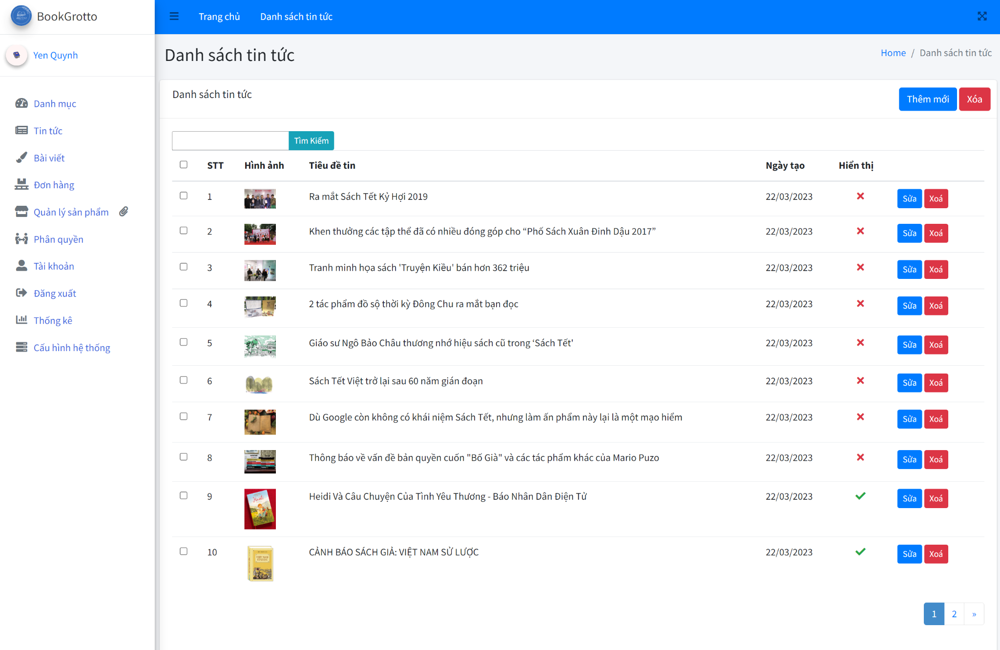 BookGrotto
Trang chủ
Danh sách tin tức
Yen Quynh
Danh mục
Tin tức
Bài viết
Đơn hàng
Quản lý sản phẩm
Phân quyền
Tài khoản
Đăng xuất
Thống kê
Cấu hình hệ thống
Danh sách tin tức
Home / Danh sách tin tức
Danh sách tin tức
Thêm mới Xóa
Tìm Kiếm
STT Hình ảnh Tiêu đề tin Ngày tạo Hiển thị
1 Ra mắt Sách Tết Kỷ Hợi 2019 22/03/2023 Sửa Xoá
2 Khen thưởng các tập thể đã có nhiều đóng góp cho “Phố Sách Xuân Đinh Dậu 2017” 22/03/2023 Sửa Xoá
3 Tranh minh họa sách 'Truyện Kiều' bán hơn 362 triệu 22/03/2023 Sửa Xoá
4 2 tác phẩm đồ sộ thời kỳ Đông Chu ra mắt bạn đọc 22/03/2023 Sửa Xoá
5 Giáo sư Ngô Bảo Châu thương nhớ hiệu sách cũ trong ‘Sách Tết' 22/03/2023 Sửa Xoá
6 Sách Tết Việt trở lại sau 60 năm gián đoạn 22/03/2023 Sửa Xoá
7 Dù Google còn không có khái niệm Sách Tết, nhưng làm ấn phẩm này lại là một mạo hiểm 22/03/2023 Sửa Xoá
8 Thông báo về vấn đề bản quyền cuốn "Bố Già" và các tác phẩm khác của Mario Puzo 22/03/2023 Sửa Xoá
9 Heidi Và Câu Chuyện Của Tình Yêu Thương - Báo Nhân Dân Điện Tử 22/03/2023 Sửa Xoá
Heidi
10 CẢNH BÁO SÁCH GIẢ: VIỆT NAM SỬ LƯỢC 22/03/2023 Sửa Xoá
VIỆT NAM
SỬ LƯỢC
1 2 »